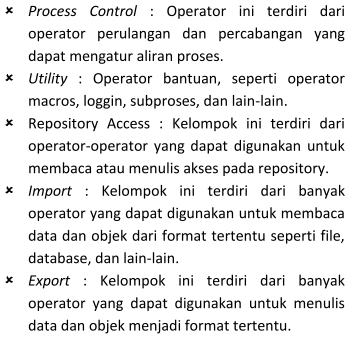 × Process Control : Operator ini terdiri dari
operator perulangan dan percabangan yang
dapat mengatur aliran proses.
× Utility : Operator bantuan, seperti operator
macros, loggin, subproses, dan lain-lain.
× Repository Access : Kelompok ini terdiri dari
operator-operator yang dapat digunakan untuk
membaca atau menulis akses pada repository.
× Import : Kelompok ini terdiri dari banyak
operator yang dapat digunakan untuk membaca
data dan objek dari format tertentu seperti file,
database, dan lain-lain.
× Export : Kelompok ini terdiri dari banyak
operator yang dapat digunakan untuk menulis
data dan objek menjadi format tertentu.